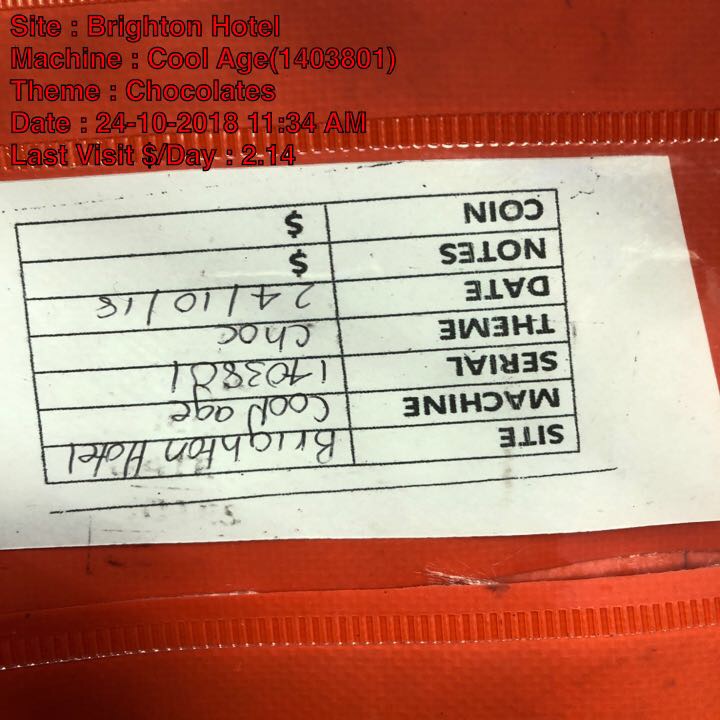 Site : Brighton Hotel
Machine : Cool Age(1403801)
Theme : Chocolates
Date : 24-10-2018 11:34 AM
Last Visit $/Day : 2.14
SITE Brighton Hotel
MACHINE Cool age
SERIAL 1403801
THEME choc
DATE 24/10/18
NOTES $
COIN $